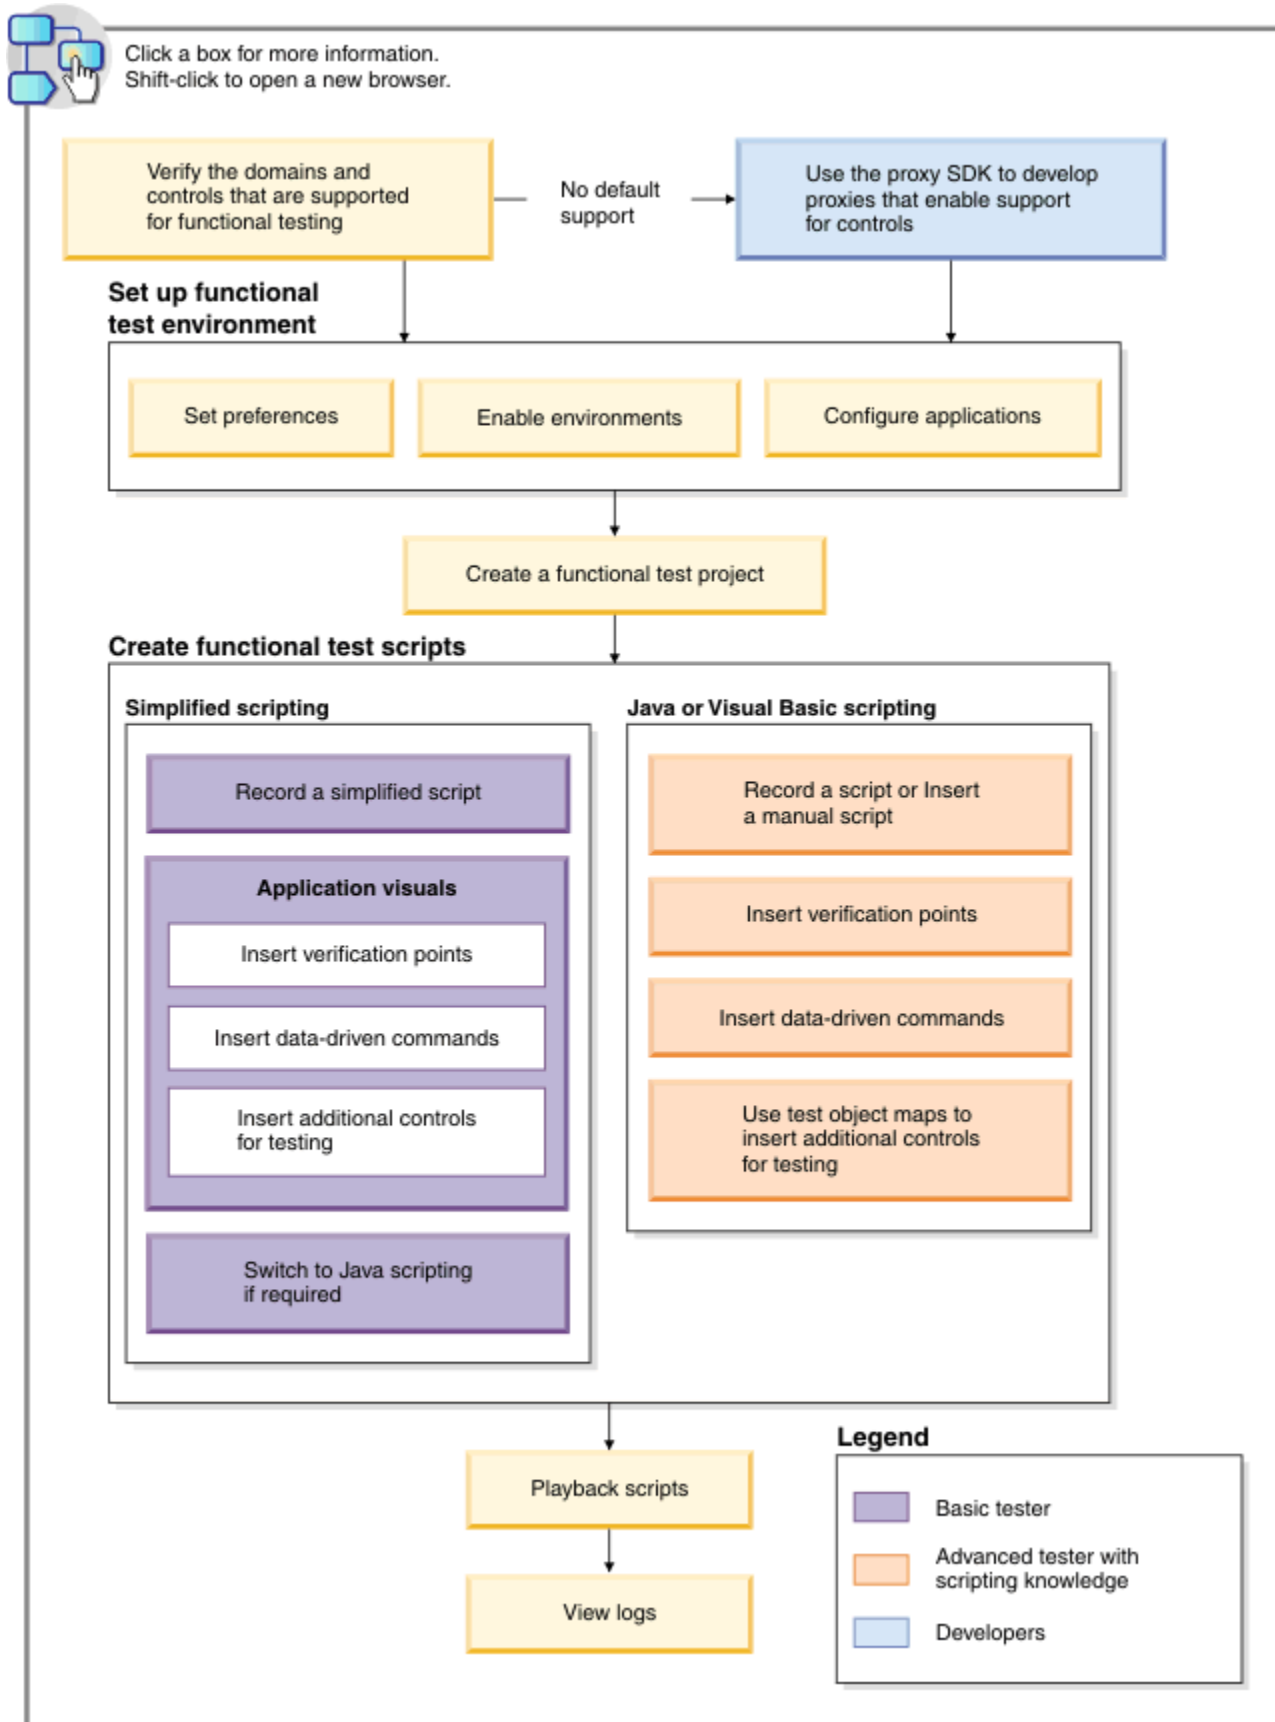 Click a box for more information.
Shift-click to open a new browser.
Verify the domains and
controls that are supported
for functional testing
No default
support
Use the proxy SDK to develop
proxies that enable support
for controls
Set up functional
test environment
Set preferences
Enable environments
Configure applications
Create a functional test project
Create functional test scripts
Simplified scripting
Record a simplified script
Application visuals
Insert verification points
Insert data-driven commands
Insert additional controls
for testing
Switch to Java scripting
if required
Java or Visual Basic scripting
Record a script or Insert
a manual script
Insert verification points
Insert data-driven commands
Use test object maps to
insert additional controls
for testing
Playback scripts
View logs
Legend
Basic tester
Advanced tester with
scripting knowledge
Developers